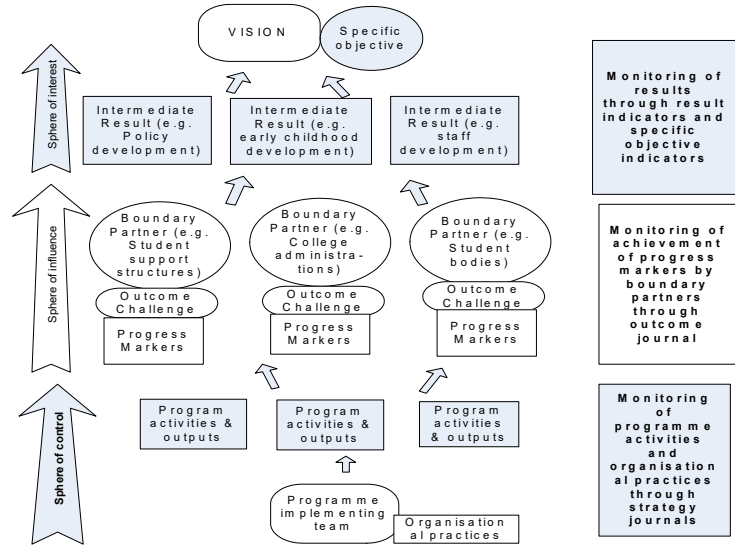 VISION
Specific
objective
Sphere of interest
Intermediate
Result (e.g.
Policy
development)
Intermediate
Result (e.g.
early childhood
development)
Intermediate
Result (e.g.
staff
development)
Monitoring of
results
through result
indicators and
specific
objective
indicators
Sphere of influence
Boundary
Partner (e.g.
Student
support
structures)
Boundary
Partner (e.g.
College
administra-
tions)
Boundary
Partner (e.g.
Student
bodies)
Outcome
Challenge
Outcome
Challenge
Outcome
Challenge
Progress
Markers
Progress
Markers
Progress
Markers
Monitoring of
achievement
of progress
markers by
boundary
partners
through
outcome
journal
Sphere of control
Program
activities &
outputs
Program
activities &
outputs
Program
activities
& outputs
Programme
implementing
team
Organisation
al practices
Monitoring
of
programme
activities
and
organisation
al practices
through
strategy
journals